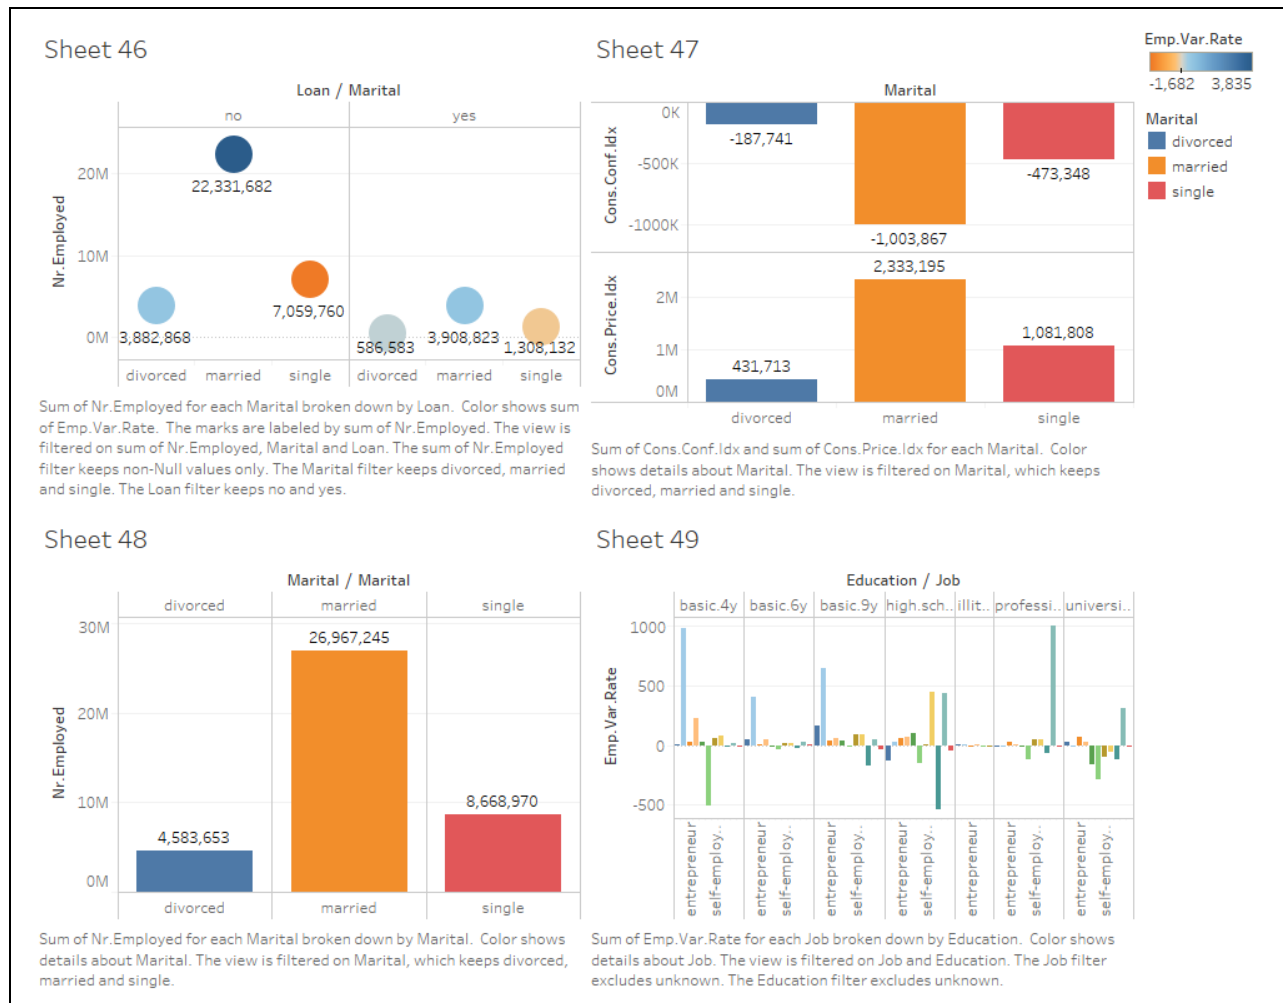 Sheet 46
Loan / Marital
no
yes
Nr.Employed
20M
10M
0M
22,331,682
3,882,868
7,059,760
586,583
3,908,823
1,308,132
divorced
married
single
divorced
married
single
Sum of Nr.Employed for each Marital broken down by Loan. Color shows sum
of Emp.Var.Rate. The marks are labeled by sum of Nr.Employed. The view is
filtered on sum of Nr.Employed, Marital and Loan. The sum of Nr.Employed
filter keeps non-Null values only. The Marital filter keeps divorced, married
and single. The Loan filter keeps no and yes.
Sheet 47
Marital
Cons.Conf.Idx
0K
-500K
-1000K
-187,741
-1,003,867
-473,348
Cons.Price.Idx
2M
1M
0M
431,713
2,333,195
1,081,808
divorced
married
single
Sum of Cons.Conf.Idx and sum of Cons.Price.Idx for each Marital. Color
shows details about Marital. The view is filtered on Marital, which keeps
divorced, married and single.
Emp.Var.Rate
-1,682 3,835
Marital
divorced
married
single
Sheet 48
Marital / Marital
divorced
married
single
Nr.Employed
30M
20M
10M
0M
4,583,653
26,967,245
8,668,970
divorced
married
single
Sum of Nr.Employed for each Marital broken down by Marital. Color shows
details about Marital. The view is filtered on Marital, which keeps divorced,
married and single.
Sheet 49
Education / Job
basic.4y
basic.6y
basic.9y
high.sch..
illit..
professi..
universi..
Emp.Var.Rate
1000
500
0
-500
entrepreneur
self-employ..
entrepreneur
self-employ..
entrepreneur
self-employ..
entrepreneur
self-employ..
entrepreneur
entrepreneur
self-employ..
entrepreneur
self-employ..
Sum of Emp.Var.Rate for each Job broken down by Education. Color shows
details about Job. The view is filtered on Job and Education. The Job filter
excludes unknown. The Education filter excludes unknown.